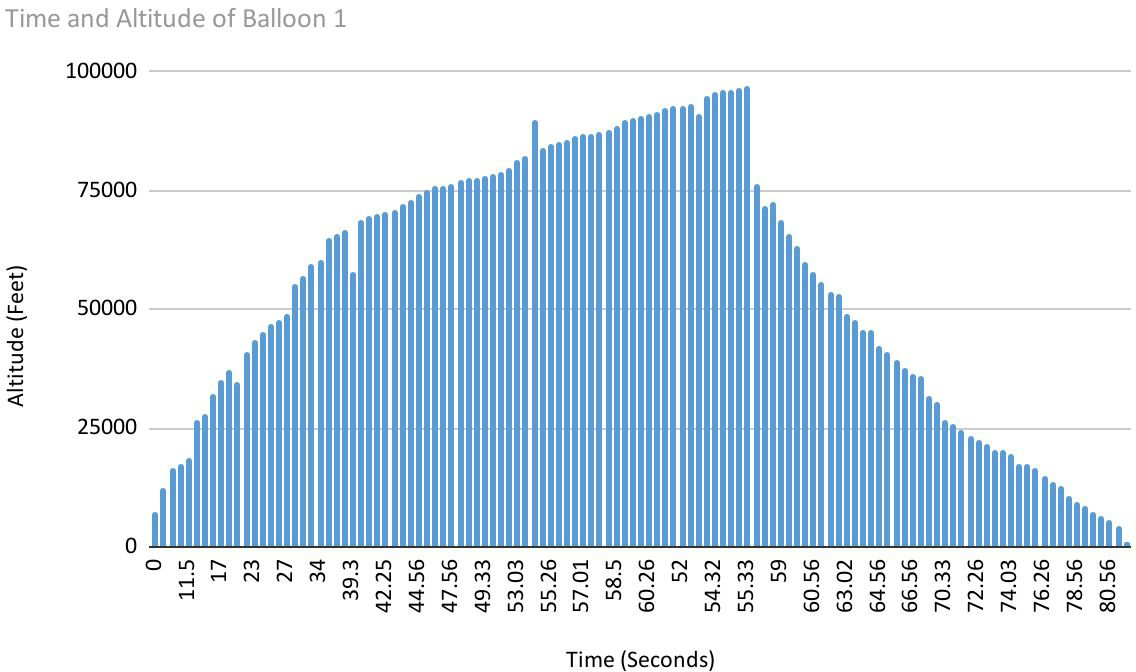 Time and Altitude of Balloon 1
100000
75000
50000
25000
0
Altitude (Feet)
0 11.5 17 23 27 34 39.3 42.25 44.56 47.56 49.33 53.03 55.26 57.01 58.5 60.26 52 54.32 55.33 59 60.56 63.02 64.56 66.56 70.33 72.26 74.03 76.26 78.56 80.56
Time (Seconds)